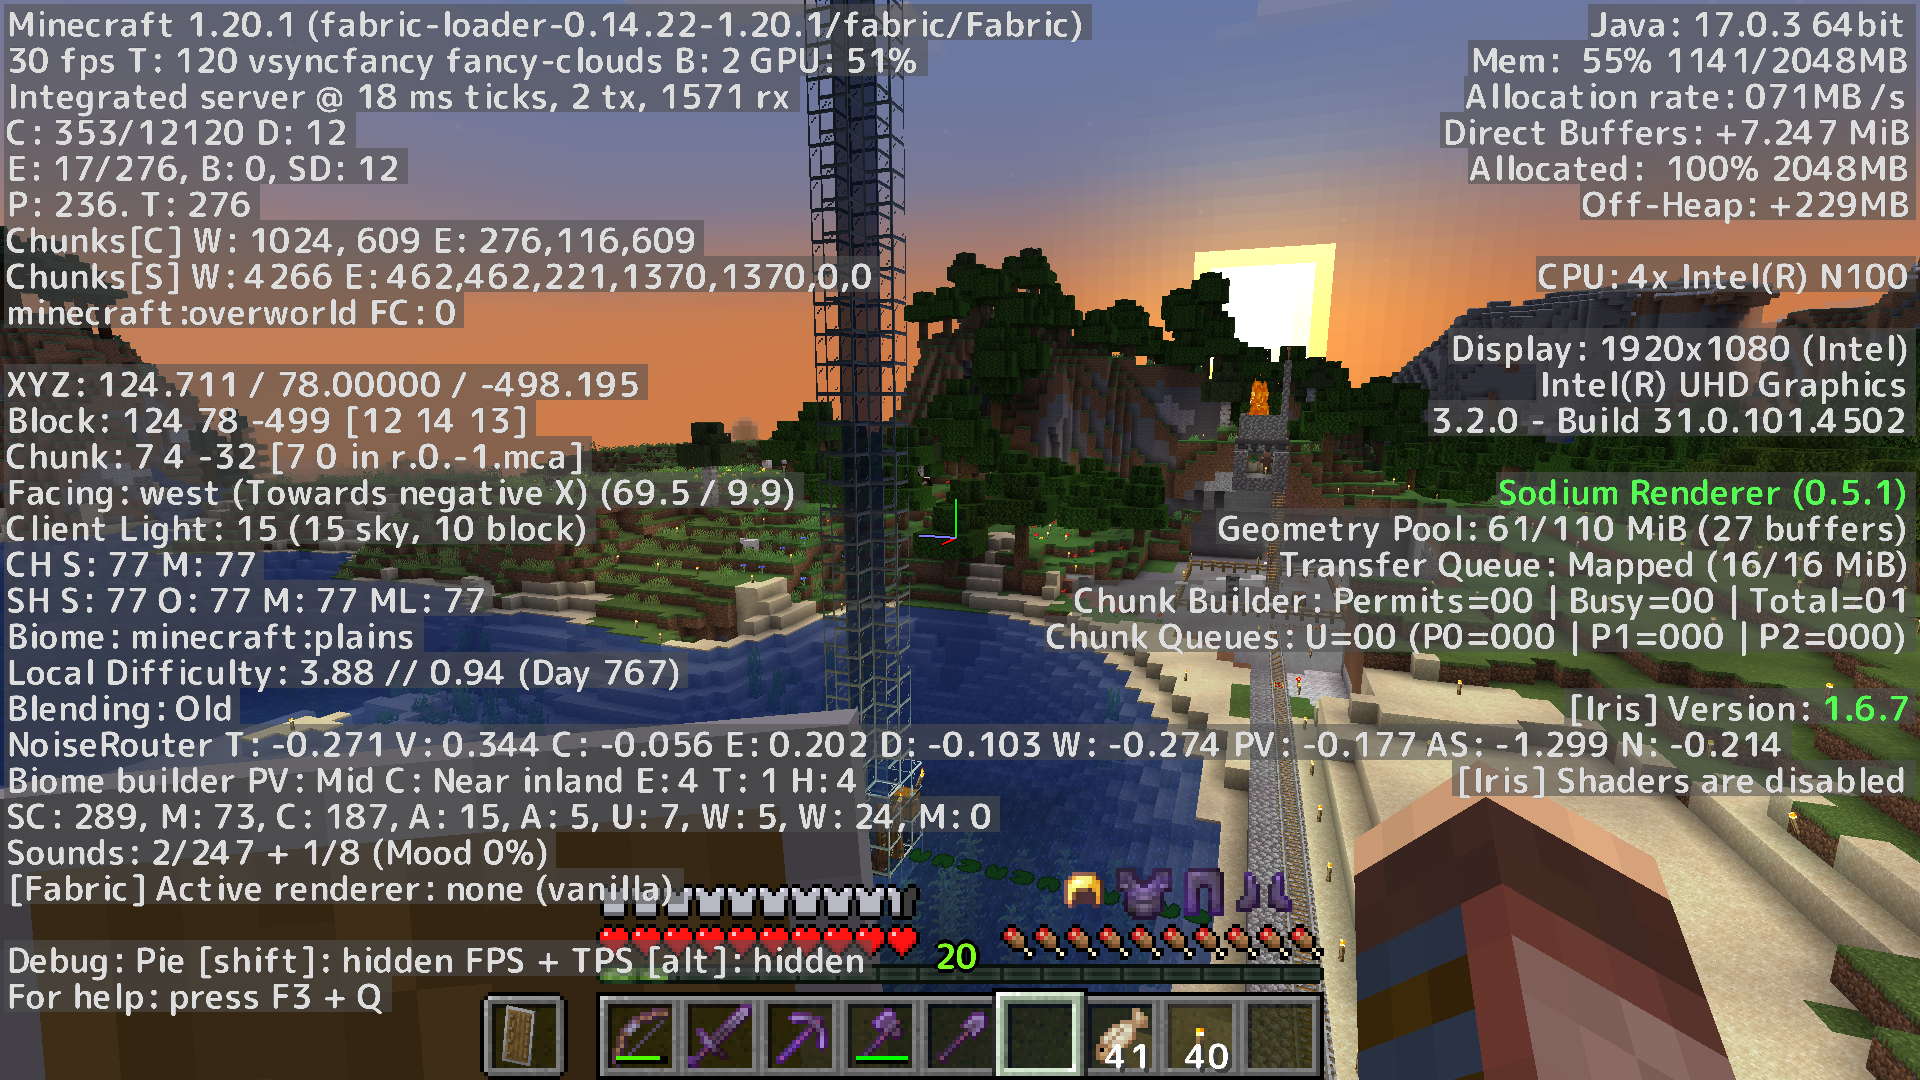 Minecraft 1.20.1 (fabric-loader-0.14.22-1.20.1/fabric/Fabric)
30 fps T: 120 vsyncfancy fancy-clouds B: 2 GPU: 51%
Integrated server @ 18 ms ticks, 2 tx, 1571 rx
C: 353/12120 D: 12
E: 17/276, B: 0, SD: 12
P: 236. T: 276
Chunks[C] W: 1024, 609 E: 276,116,609
Chunks[S] W: 4266 E: 462,462,221,1370,1370,0,0
minecraft:overworld FC: 0
XYZ: 124.711 / 78.00000 / -498.195
Block: 124 78 -499 [12 14 13]
Chunk: 7 4 -32 [7 0 in r.0.-1.mca]
Facing: west (Towards negative X) (69.5 / 9.9)
Client Light: 15 (15 sky, 10 block)
CH S: 77 M: 77
SH S: 77 O: 77 M: 77 ML: 77
Biome: minecraft:plains
Local Difficulty: 3.88 // 0.94 (Day 767)
Blending: Old
NoiseRouter T: -0.271 V: 0.344 C: -0.056 E: 0.202 D: -0.103 W: -0.274 PV: -0.177 AS: -1.299 N: -0.214
Biome builder PV: Mid C: Near inland E: 4 T: 1 H: 4
SC: 289, M: 73, C: 187, A: 15, A: 5, U: 7, W: 5, W: 24, M: 0
Sounds: 2/247 + 1/8 (Mood 0%)
[Fabric] Active renderer: none (vanilla)
Debug: Pie [shift]: hidden FPS + TPS [alt]: hidden
For help: press F3 + Q
Java: 17.0.3 64bit
Mem: 55% 1141/2048MB
Allocation rate: 071MB /s
Direct Buffers: +7.247 MiB
Allocated: 100% 2048MB
Off-Heap: +229MB
CPU: 4x Intel(R) N100
Display: 1920x1080 (Intel)
Intel(R) UHD Graphics
3.2.0 - Build 31.0.101.4502
Sodium Renderer (0.5.1)
Geometry Pool: 61/110 MiB (27 buffers)
Transfer Queue: Mapped (16/16 MiB)
Chunk Builder: Permits=00 | Busy=00 | Total=01
Chunk Queues: U=00 (P0=000 | P1=000 | P2=000)
[Iris] Version: 1.6.7
[Iris] Shaders are disabled
20
41
40